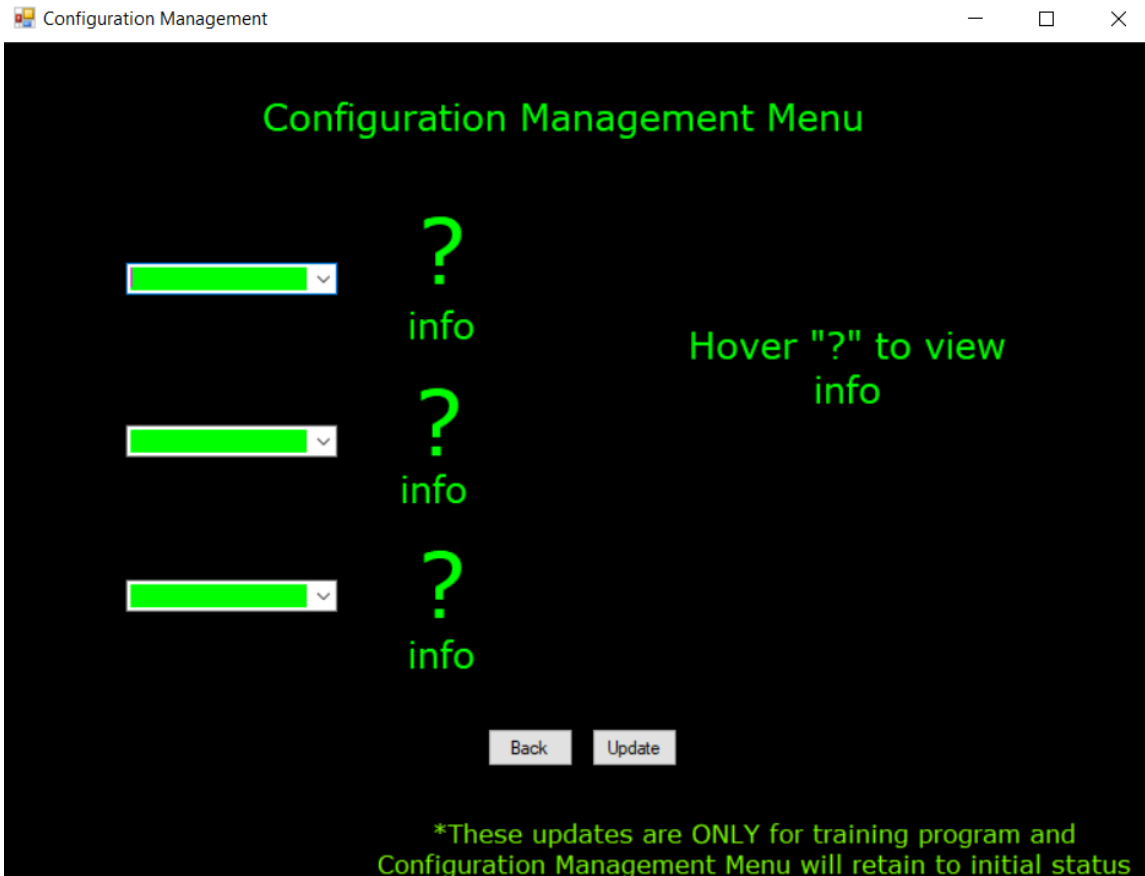 Configuration Management
Configuration Management Menu
?
info
Hover "?" to view
info
?
info
?
info
Back
Update
*These updates are ONLY for training program and
Configuration Management Menu will retain to initial status